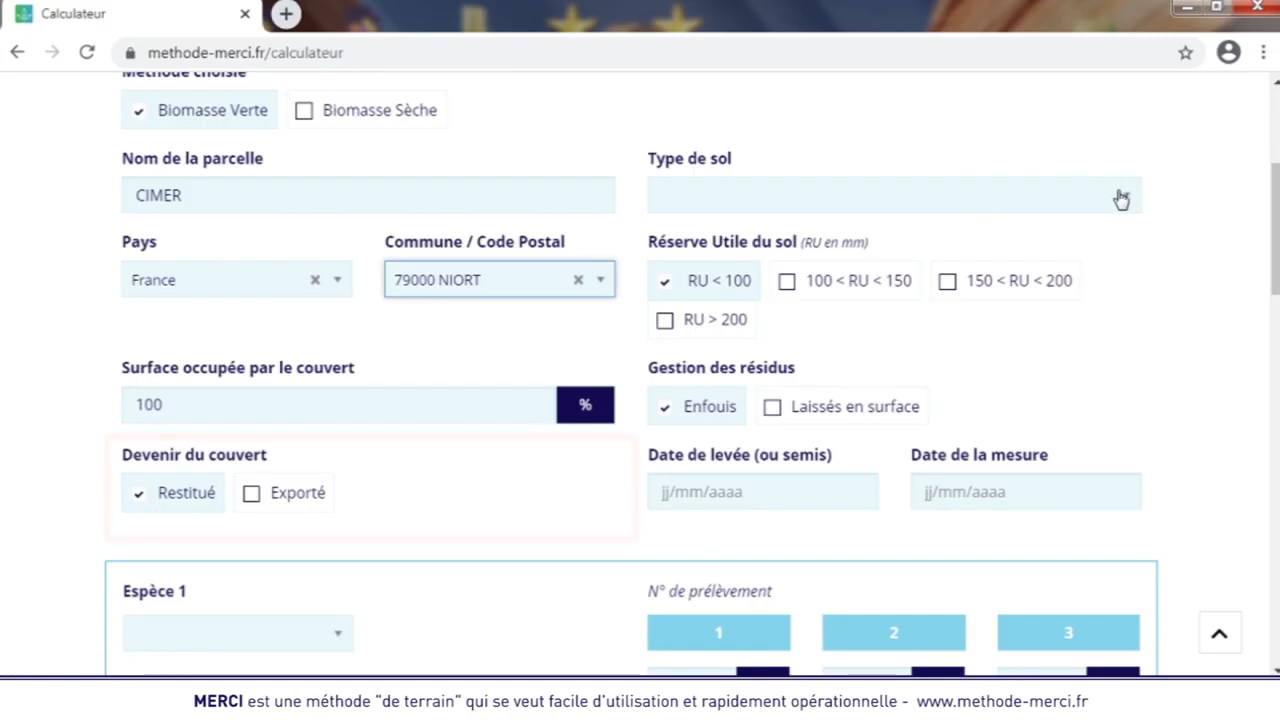 Calculateur
methode-merci.fr/calculateur
Méthode choisie
Biomasse Verte
Biomasse Sèche
Nom de la parcelle
Type de sol
CIMER
Pays
Commune / Code Postal
Réserve Utile du sol (RU en mm)
France
79000 NIORT
RU < 100
100 < RU < 150
150 < RU < 200
RU > 200
Surface occupée par le couvert
Gestion des résidus
100
%
Enfouis
Laissés en surface
Devenir du couvert
Date de levée (ou semis)
Date de la mesure
Restitué
Exporté
jj/mm/aaaa
jj/mm/aaaa
Espèce 1
N° de prélèvement
1
2
3
MERCI est une méthode "de terrain" qui se veut facile d'utilisation et rapidement opérationnelle - www.methode-merci.fr